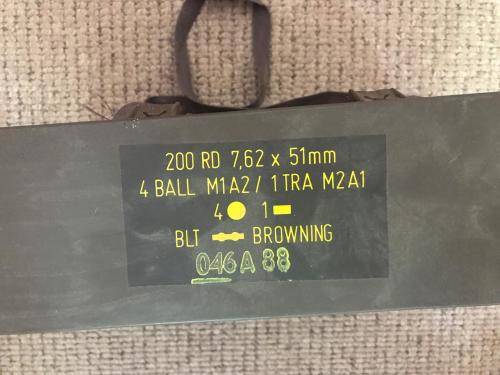 200 RD 7,62 x 51mm
4 BALL M1A2/ 1 TRA M2A1
4 1
BLT BROWNING
046A 88